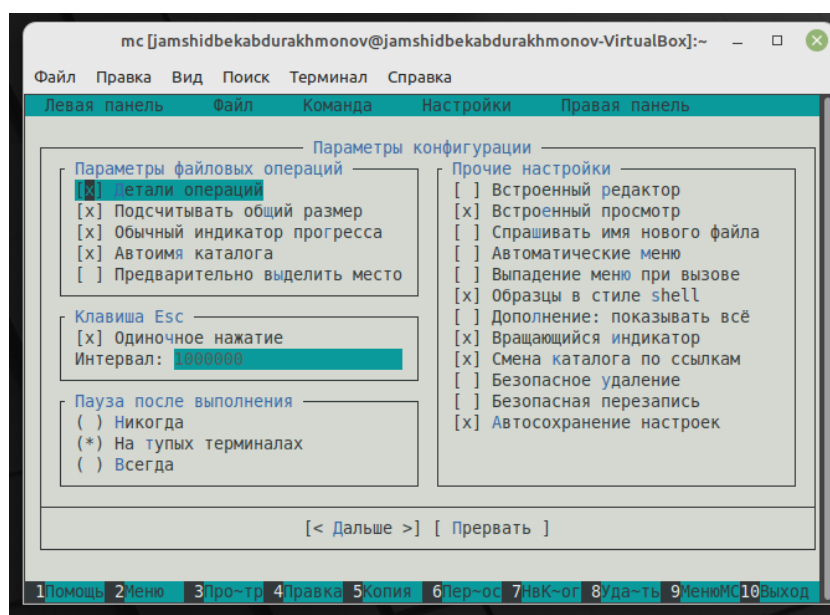 mc [jamshidbekabdurakhmonov@jamshidbekabdurakhmonov-VirtualBox]:~
Файл Правка Вид Поиск Терминал Справка
Левая панель Файл Команда Настройки Правая панель
Параметры конфигурации
Параметры файловых операций
[x] Детали операций
[x] Подсчитывать общий размер
[x] Обычный индикатор прогресса
[x] Автоимя каталога
[ ] Предварительно выделить место
Клавиша Esc
[x] Одиночное нажатие
Интервал: 1000000
Пауза после выполнения
( ) Никогда
(*) На тупых терминалах
( ) Всегда
Прочие настройки
[ ] Встроенный редактор
[x] Встроенный просмотр
[ ] Спрашивать имя нового файла
[ ] Автоматические меню
[ ] Выпадение меню при вызове
[x] Образцы в стиле shell
[ ] Дополнение: показывать всё
[x] Вращающийся индикатор
[x] Смена каталога по ссылкам
[ ] Безопасное удаление
[ ] Безопасная перезапись
[x] Автосохранение настроек
[< Дальше >] [ Прервать ]
1Помощь 2Меню 3Про~тр 4Правка 5Копия 6Пер~ос 7НвК~ог 8Уда~ть 9МенюMC 10Выход